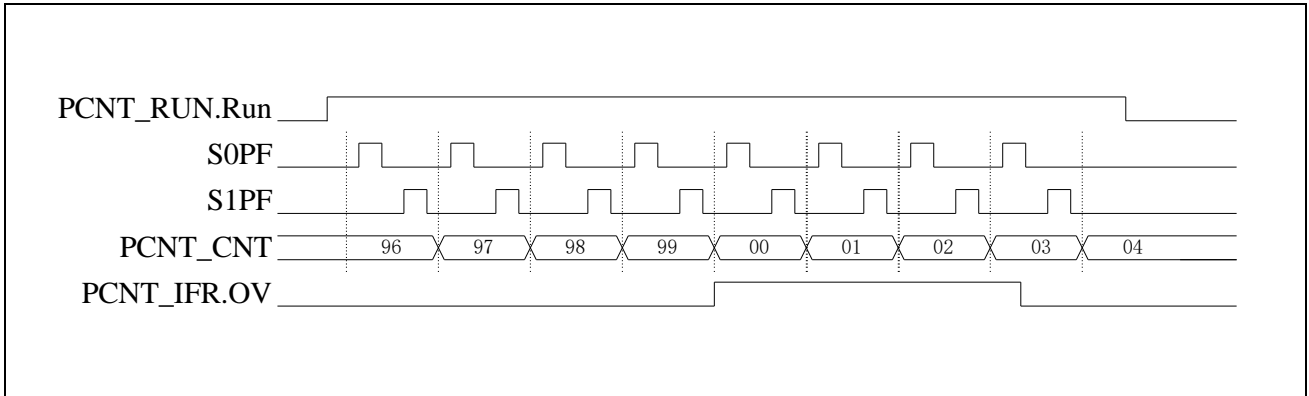 PCNT_RUN.Run
S0PF
S1PF
PCNT_CNT 96 97 98 99 00 01 02 03 04
PCNT_IFR.OV